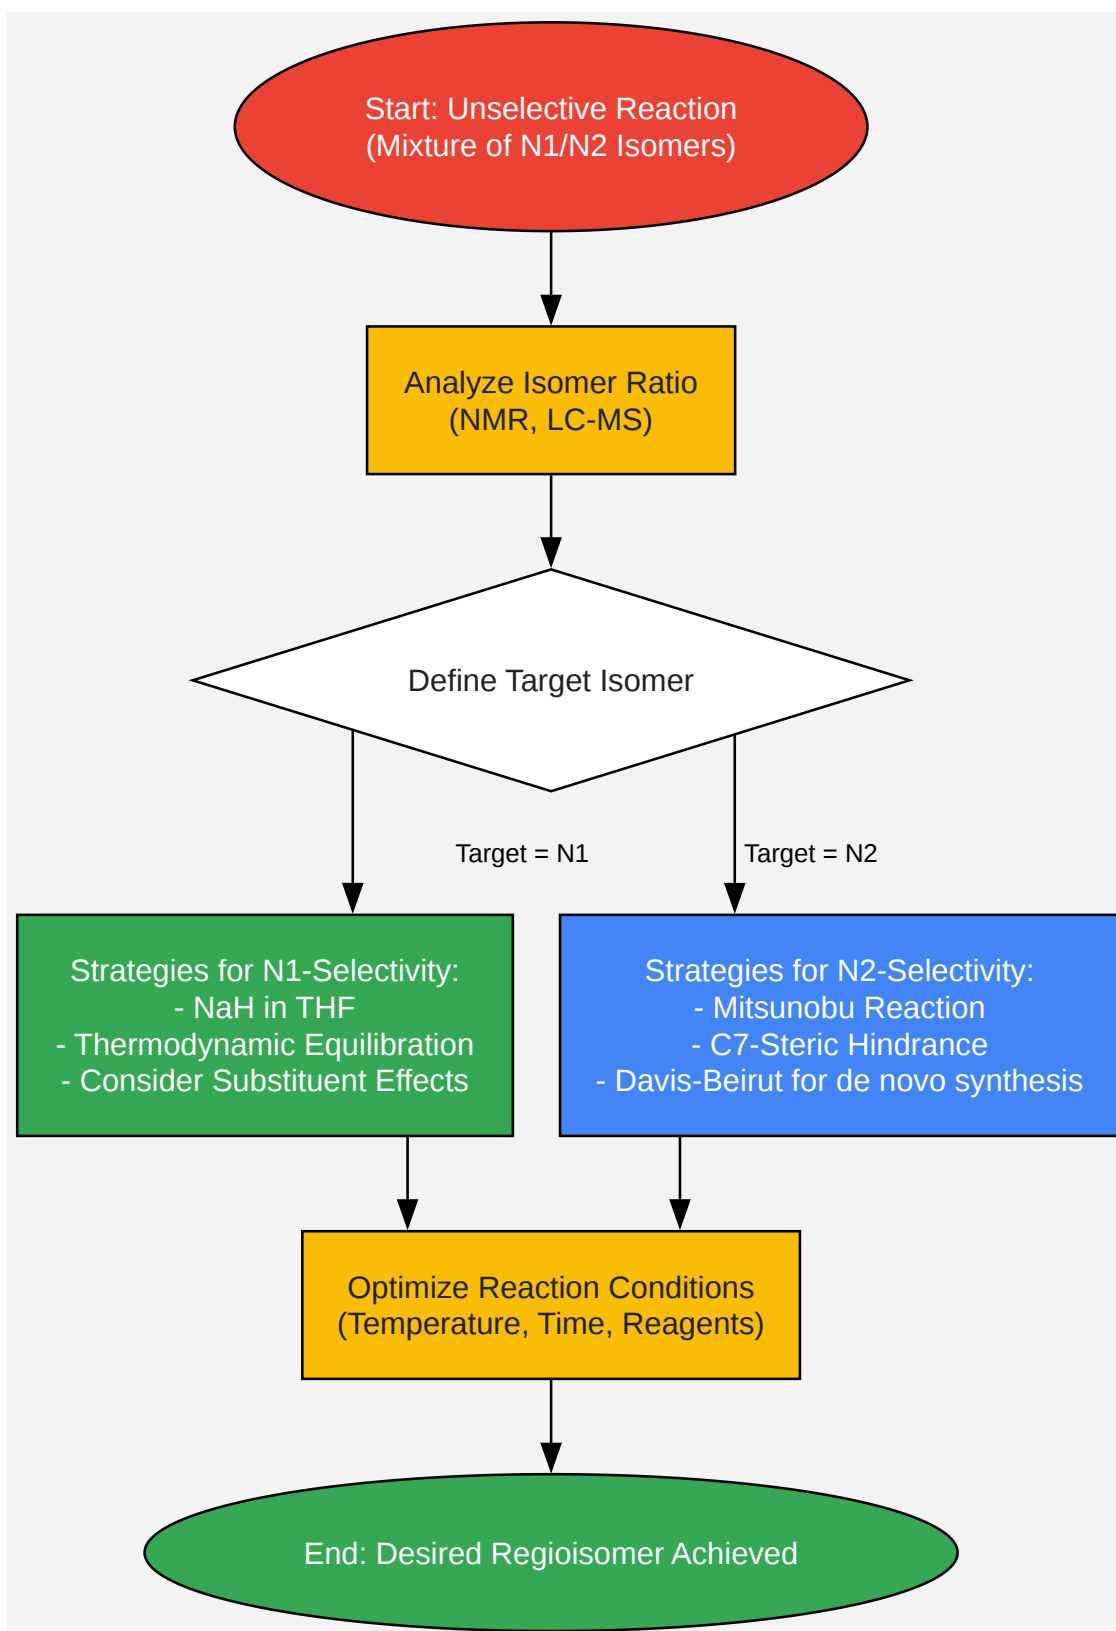 Start: Unselective Reaction
(Mixture of N1/N2 Isomers)
Analyze Isomer Ratio
(NMR, LC-MS)
Define Target Isomer
Target = N1
Target = N2
Strategies for N1-Selectivity:
- NaH in THF
- Thermodynamic Equilibration
- Consider Substituent Effects
Strategies for N2-Selectivity:
- Mitsunobu Reaction
- C7-Steric Hindrance
- Davis-Beirut for de novo synthesis
Optimize Reaction Conditions
(Temperature, Time, Reagents)
End: Desired Regioisomer Achieved